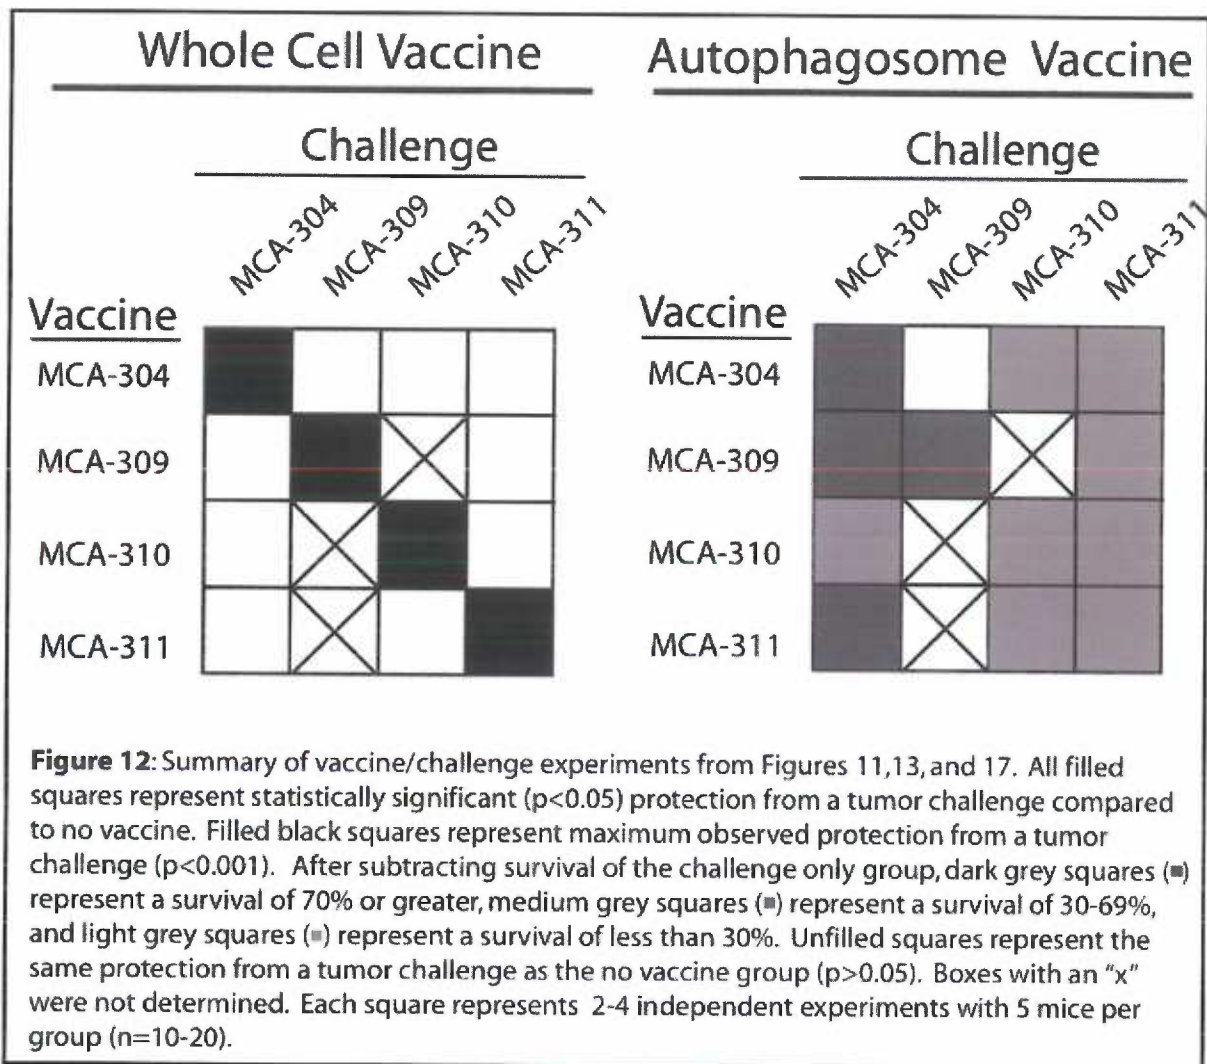 Whole Cell Vaccine
Challenge
MCA-304
MCA-309
MCA-310
MCA-311
Vaccine
MCA-304
MCA-309
MCA-310
MCA-311
Autophagosome Vaccine
Challenge
MCA-304
MCA-309
MCA-310
MCA-311
Vaccine
MCA-304
MCA-309
MCA-310
MCA-311
Figure 12: Summary of vaccine/challenge experiments from Figures 11,13, and 17. All filled
squares represent statistically significant (p<0.05) protection from a tumor challenge compared
to no vaccine. Filled black squares represent maximum observed protection from a tumor
challenge (p<0.001). After subtracting survival of the challenge only group, dark grey squares (■)
represent a survival of 70% or greater, medium grey squares (■) represent a survival of 30-69%,
and light grey squares (■) represent a survival of less than 30%. Unfilled squares represent the
same protection from a tumor challenge as the no vaccine group (p>0.05). Boxes with an "x"
were not determined. Each square represents 2-4 independent experiments with 5 mice per
group (n=10-20).